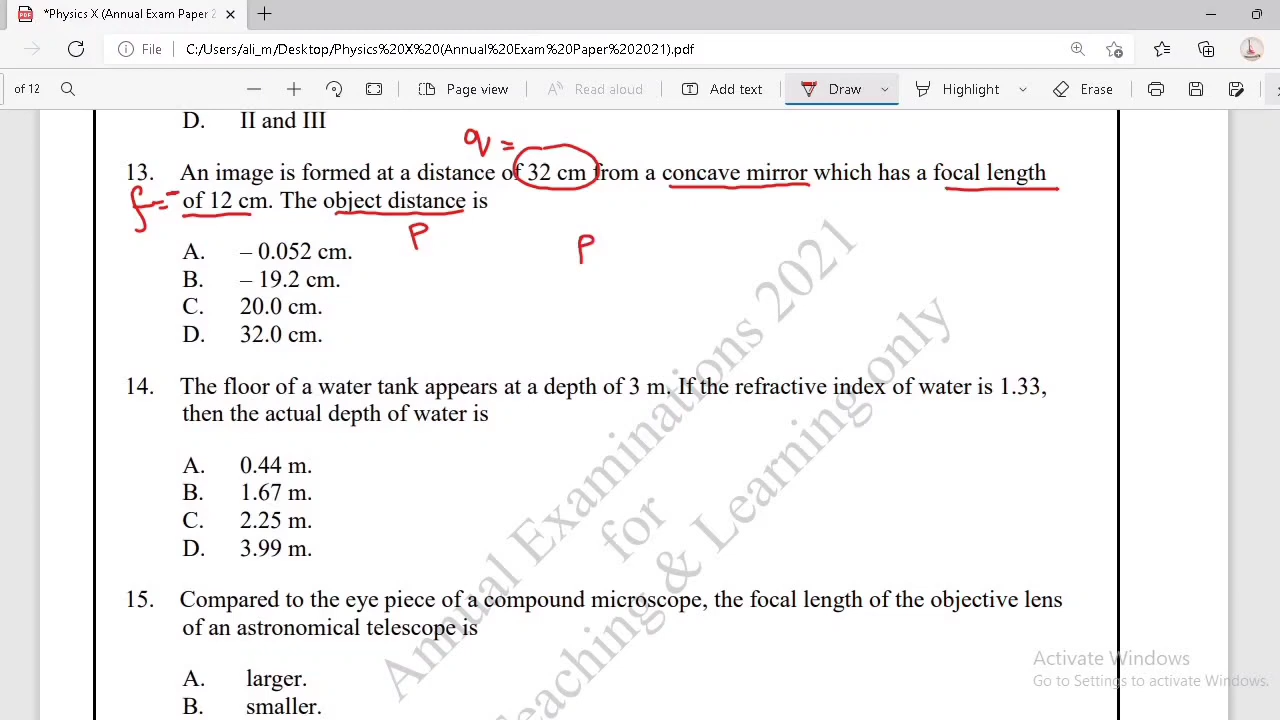 *Physics X (Annual Exam Paper 2
File
C:/Users/ali_m/Desktop/Physics%20X%20(Annual%20Exam%20Paper%202021).pdf
of 12
Page view
Read aloud
Add text
Draw
Highlight
Erase
D. II and III
q =
13. An image is formed at a distance of 32 cm from a concave mirror which has a focal length
f =
of 12 cm. The object distance is
P
P
A. – 0.052 cm.
B. – 19.2 cm.
C. 20.0 cm.
D. 32.0 cm.
14. The floor of a water tank appears at a depth of 3 m. If the refractive index of water is 1.33,
then the actual depth of water is
A. 0.44 m.
B. 1.67 m.
C. 2.25 m.
D. 3.99 m.
15. Compared to the eye piece of a compound microscope, the focal length of the objective lens
of an astronomical telescope is
A. larger.
B. smaller.
Annual Examinations 2021
for
Teaching & Learning only
Activate Windows
Go to Settings to activate Windows.